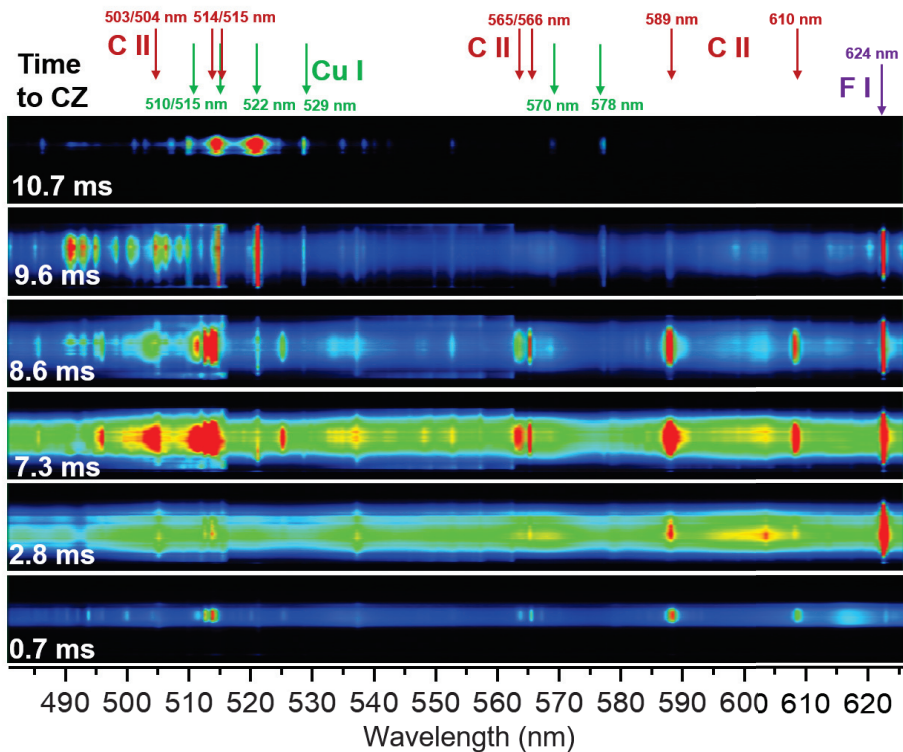 503/504 nm 514/515 nm 565/566 nm 589 nm 610 nm
C II C II C II 624 nm
Time to CZ Cu I F I
510/515 nm 522 nm 529 nm 570 nm 578 nm
10.7 ms
9.6 ms
8.6 ms
7.3 ms
2.8 ms
0.7 ms
490 500 510 520 530 540 550 560 570 580 590 600 610 620
Wavelength (nm)